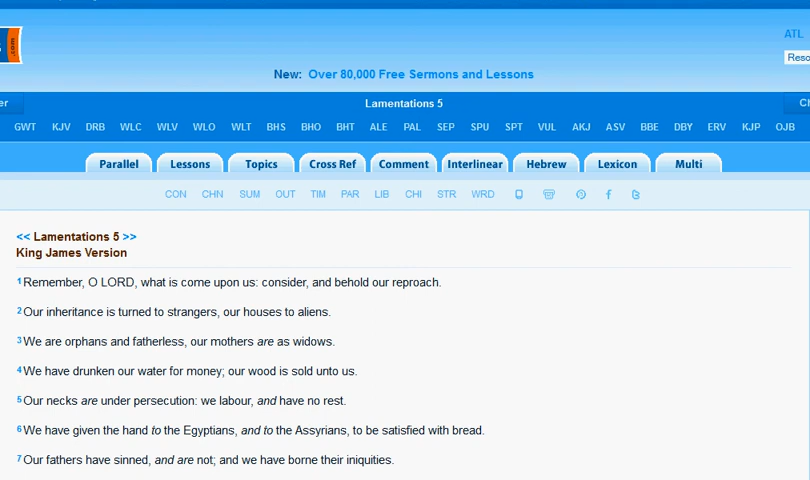 ATL
Reso
New: Over 80,000 Free Sermons and Lessons
er Lamentations 5 Ch
GWT KJV DRB WLC WLV WLO WLT BHS BHO BHT ALE PAL SEP SPU SPT VUL AKJ ASV BBE DBY ERV KJP OJB
Parallel Lessons Topics Cross Ref Comment Interlinear Hebrew Lexicon Multi
CON CHN SUM OUT TIM PAR LIB CHI STR WRD
<< Lamentations 5 >>
King James Version
1 Remember, O LORD, what is come upon us: consider, and behold our reproach.
2 Our inheritance is turned to strangers, our houses to aliens.
3 We are orphans and fatherless, our mothers are as widows.
4 We have drunken our water for money; our wood is sold unto us.
5 Our necks are under persecution: we labour, and have no rest.
6 We have given the hand to the Egyptians, and to the Assyrians, to be satisfied with bread.
7 Our fathers have sinned, and are not; and we have borne their iniquities.